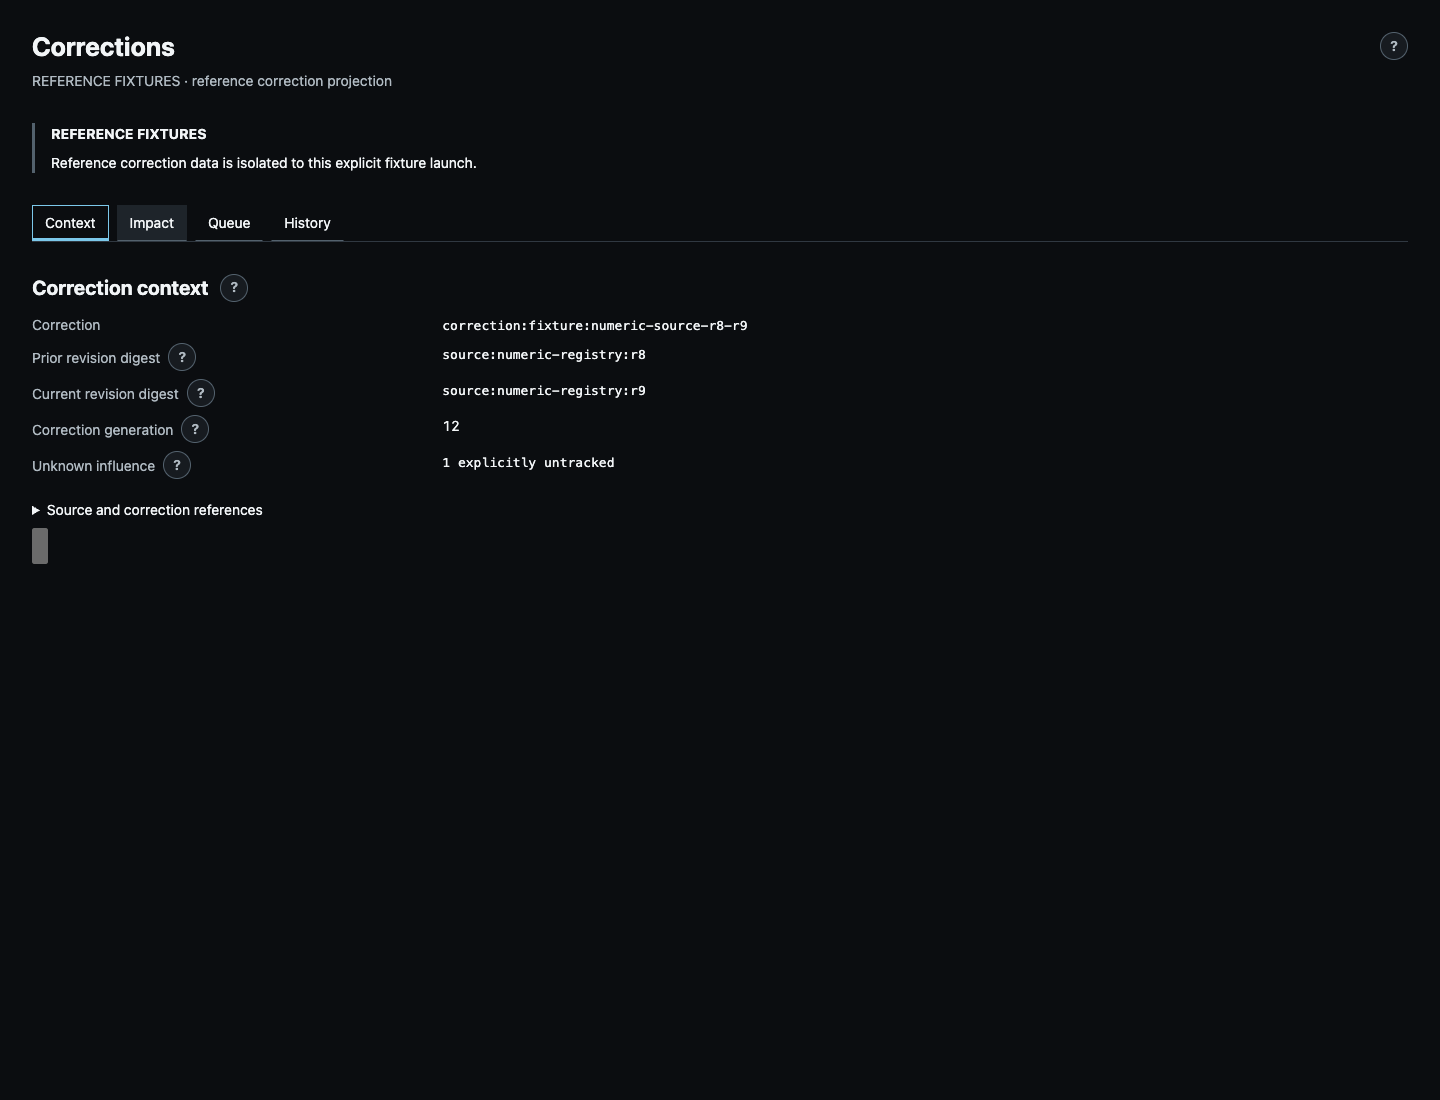 Corrections
?
REFERENCE FIXTURES · reference correction projection
REFERENCE FIXTURES
Reference correction data is isolated to this explicit fixture launch.
Context Impact Queue History
Correction context ?
Correction correction:fixture:numeric-source-r8-r9
Prior revision digest ? source:numeric-registry:r8
Current revision digest ? source:numeric-registry:r9
Correction generation ? 12
Unknown influence ? 1 explicitly untracked
Source and correction references